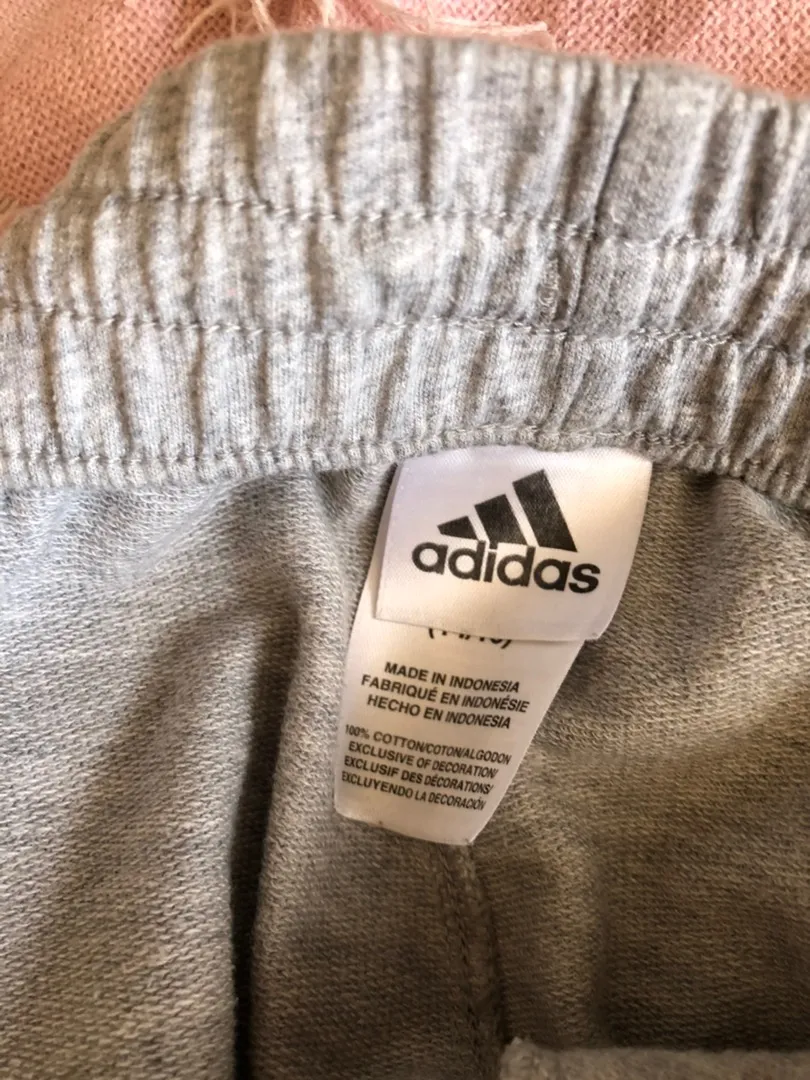 adidas
MADE IN INDONESIA
FABRIQUÉ EN INDONÉSIE
HECHO EN INDONESIA
100% COTTON/COTON/ALGODON
EXCLUSIVE OF DECORATION/
EXCLUSIF DES DÉCORATIONS/
EXCLUYENDO LA DECORACIÓN